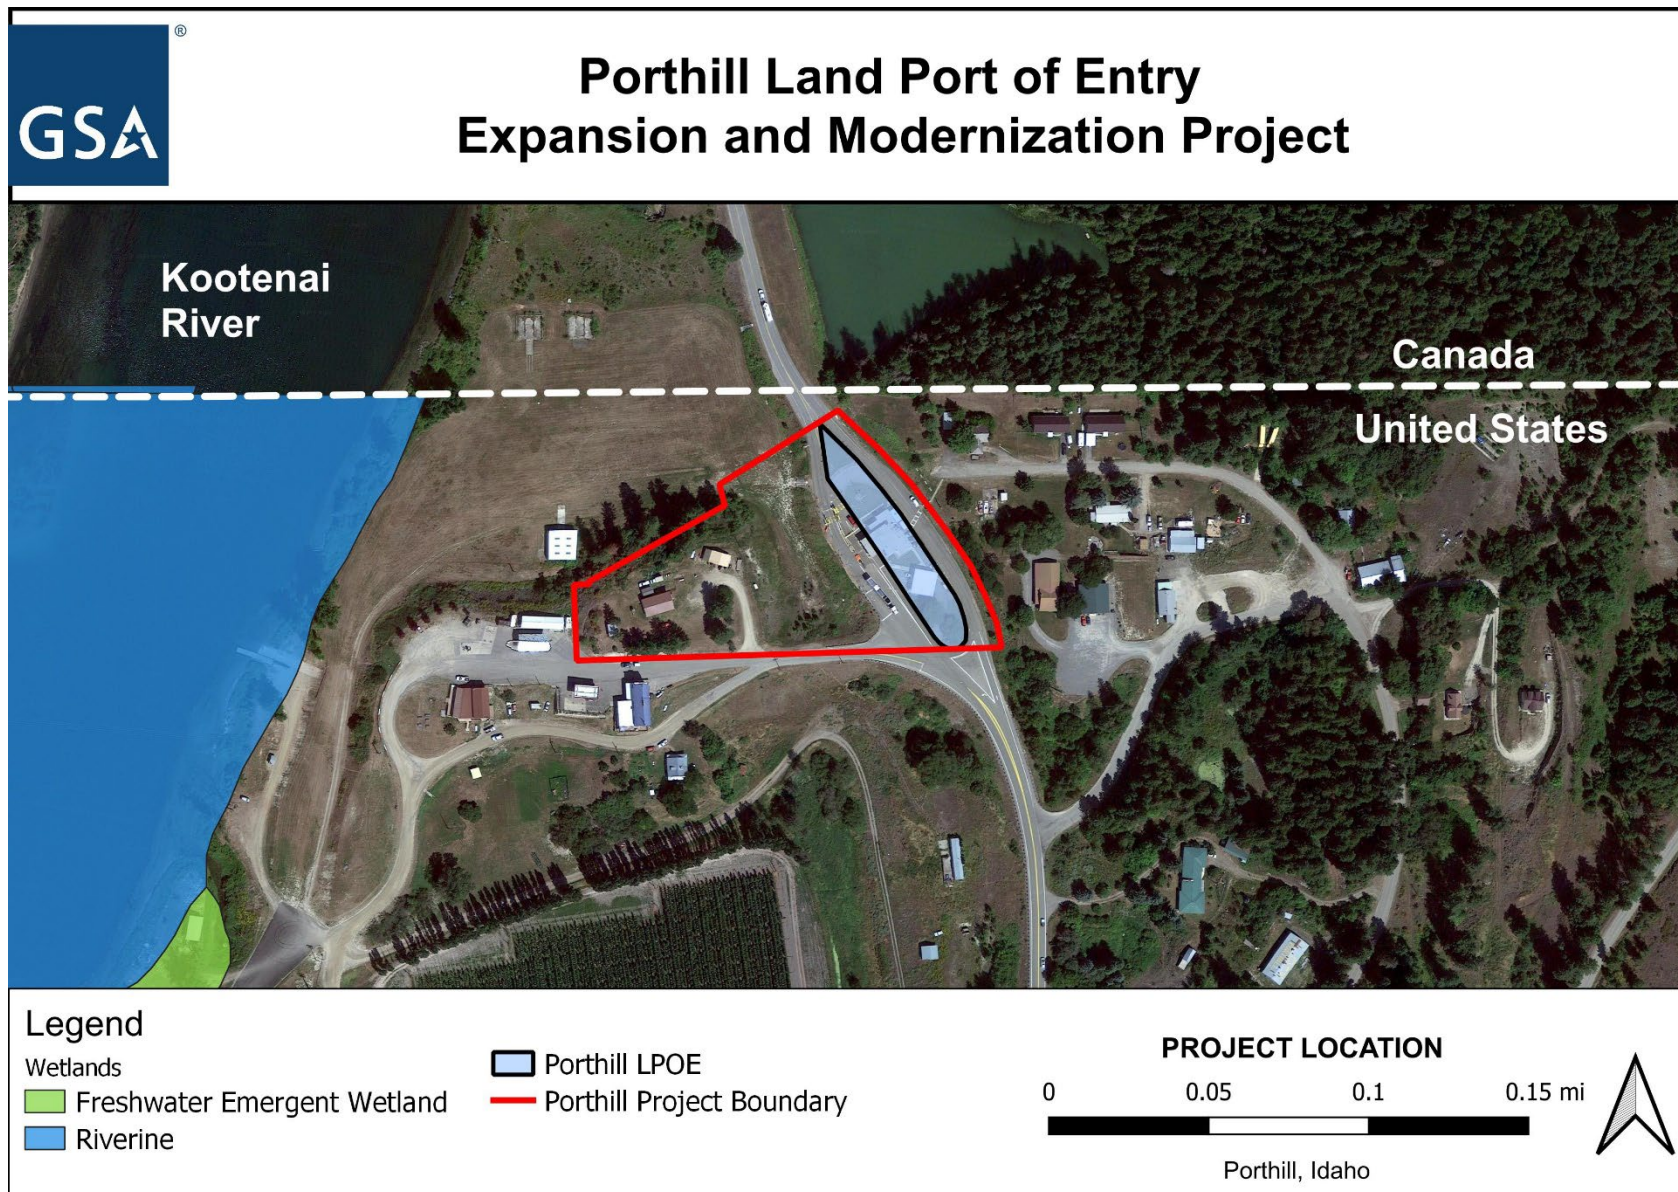 ®
GSA
Porthill Land Port of Entry
Expansion and Modernization Project
Kootenai
River
Canada
United States
Legend
Wetlands
Freshwater Emergent Wetland
Riverine
Porthill LPOE
Porthill Project Boundary
PROJECT LOCATION
0 0.05 0.1 0.15 mi
Porthill, Idaho